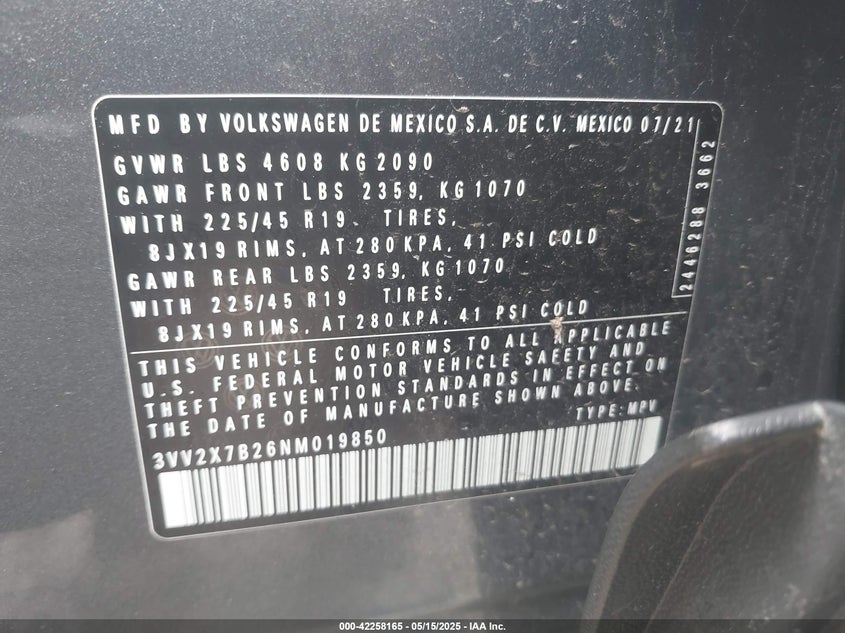 MFD BY VOLKSWAGEN DE MEXICO S.A. DE C.V. MEXICO 07/21
GVWR LBS 4608 KG 2090
GAWR FRONT LBS 2359, KG 1070
WITH 225/45 R19 TIRES,
8JX19 RIMS, AT 280 KPA, 41 PSI COLD
GAWR REAR LBS 2359, KG 1070
WITH 225/45 R19 TIRES,
8JX19 RIMS, AT 280 KPA, 41 PSI COLD
2446288 3662
THIS VEHICLE CONFORMS TO ALL APPLICABLE
U.S. FEDERAL MOTOR VEHICLE SAFETY AND
THEFT PREVENTION STANDARDS IN EFFECT ON
THE DATE OF MANUFACTURE SHOWN ABOVE.
3VV2X7B26NM019850 TYPE: MPV
000-42258165 - 05/15/2025 - IAA Inc.